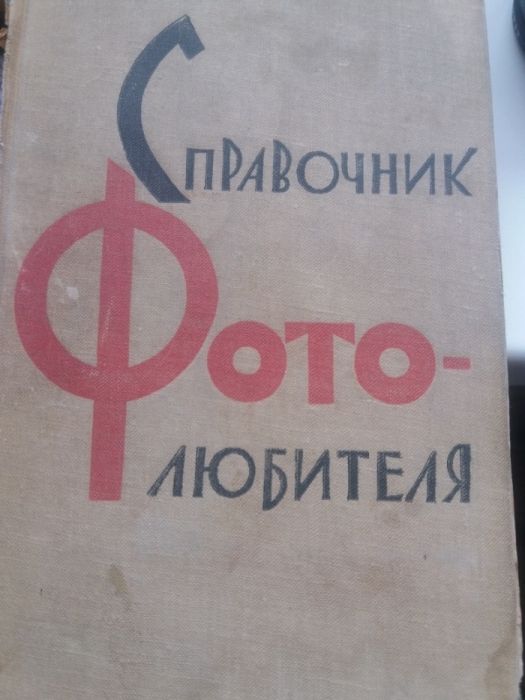 Справочник
Фото-
любителя